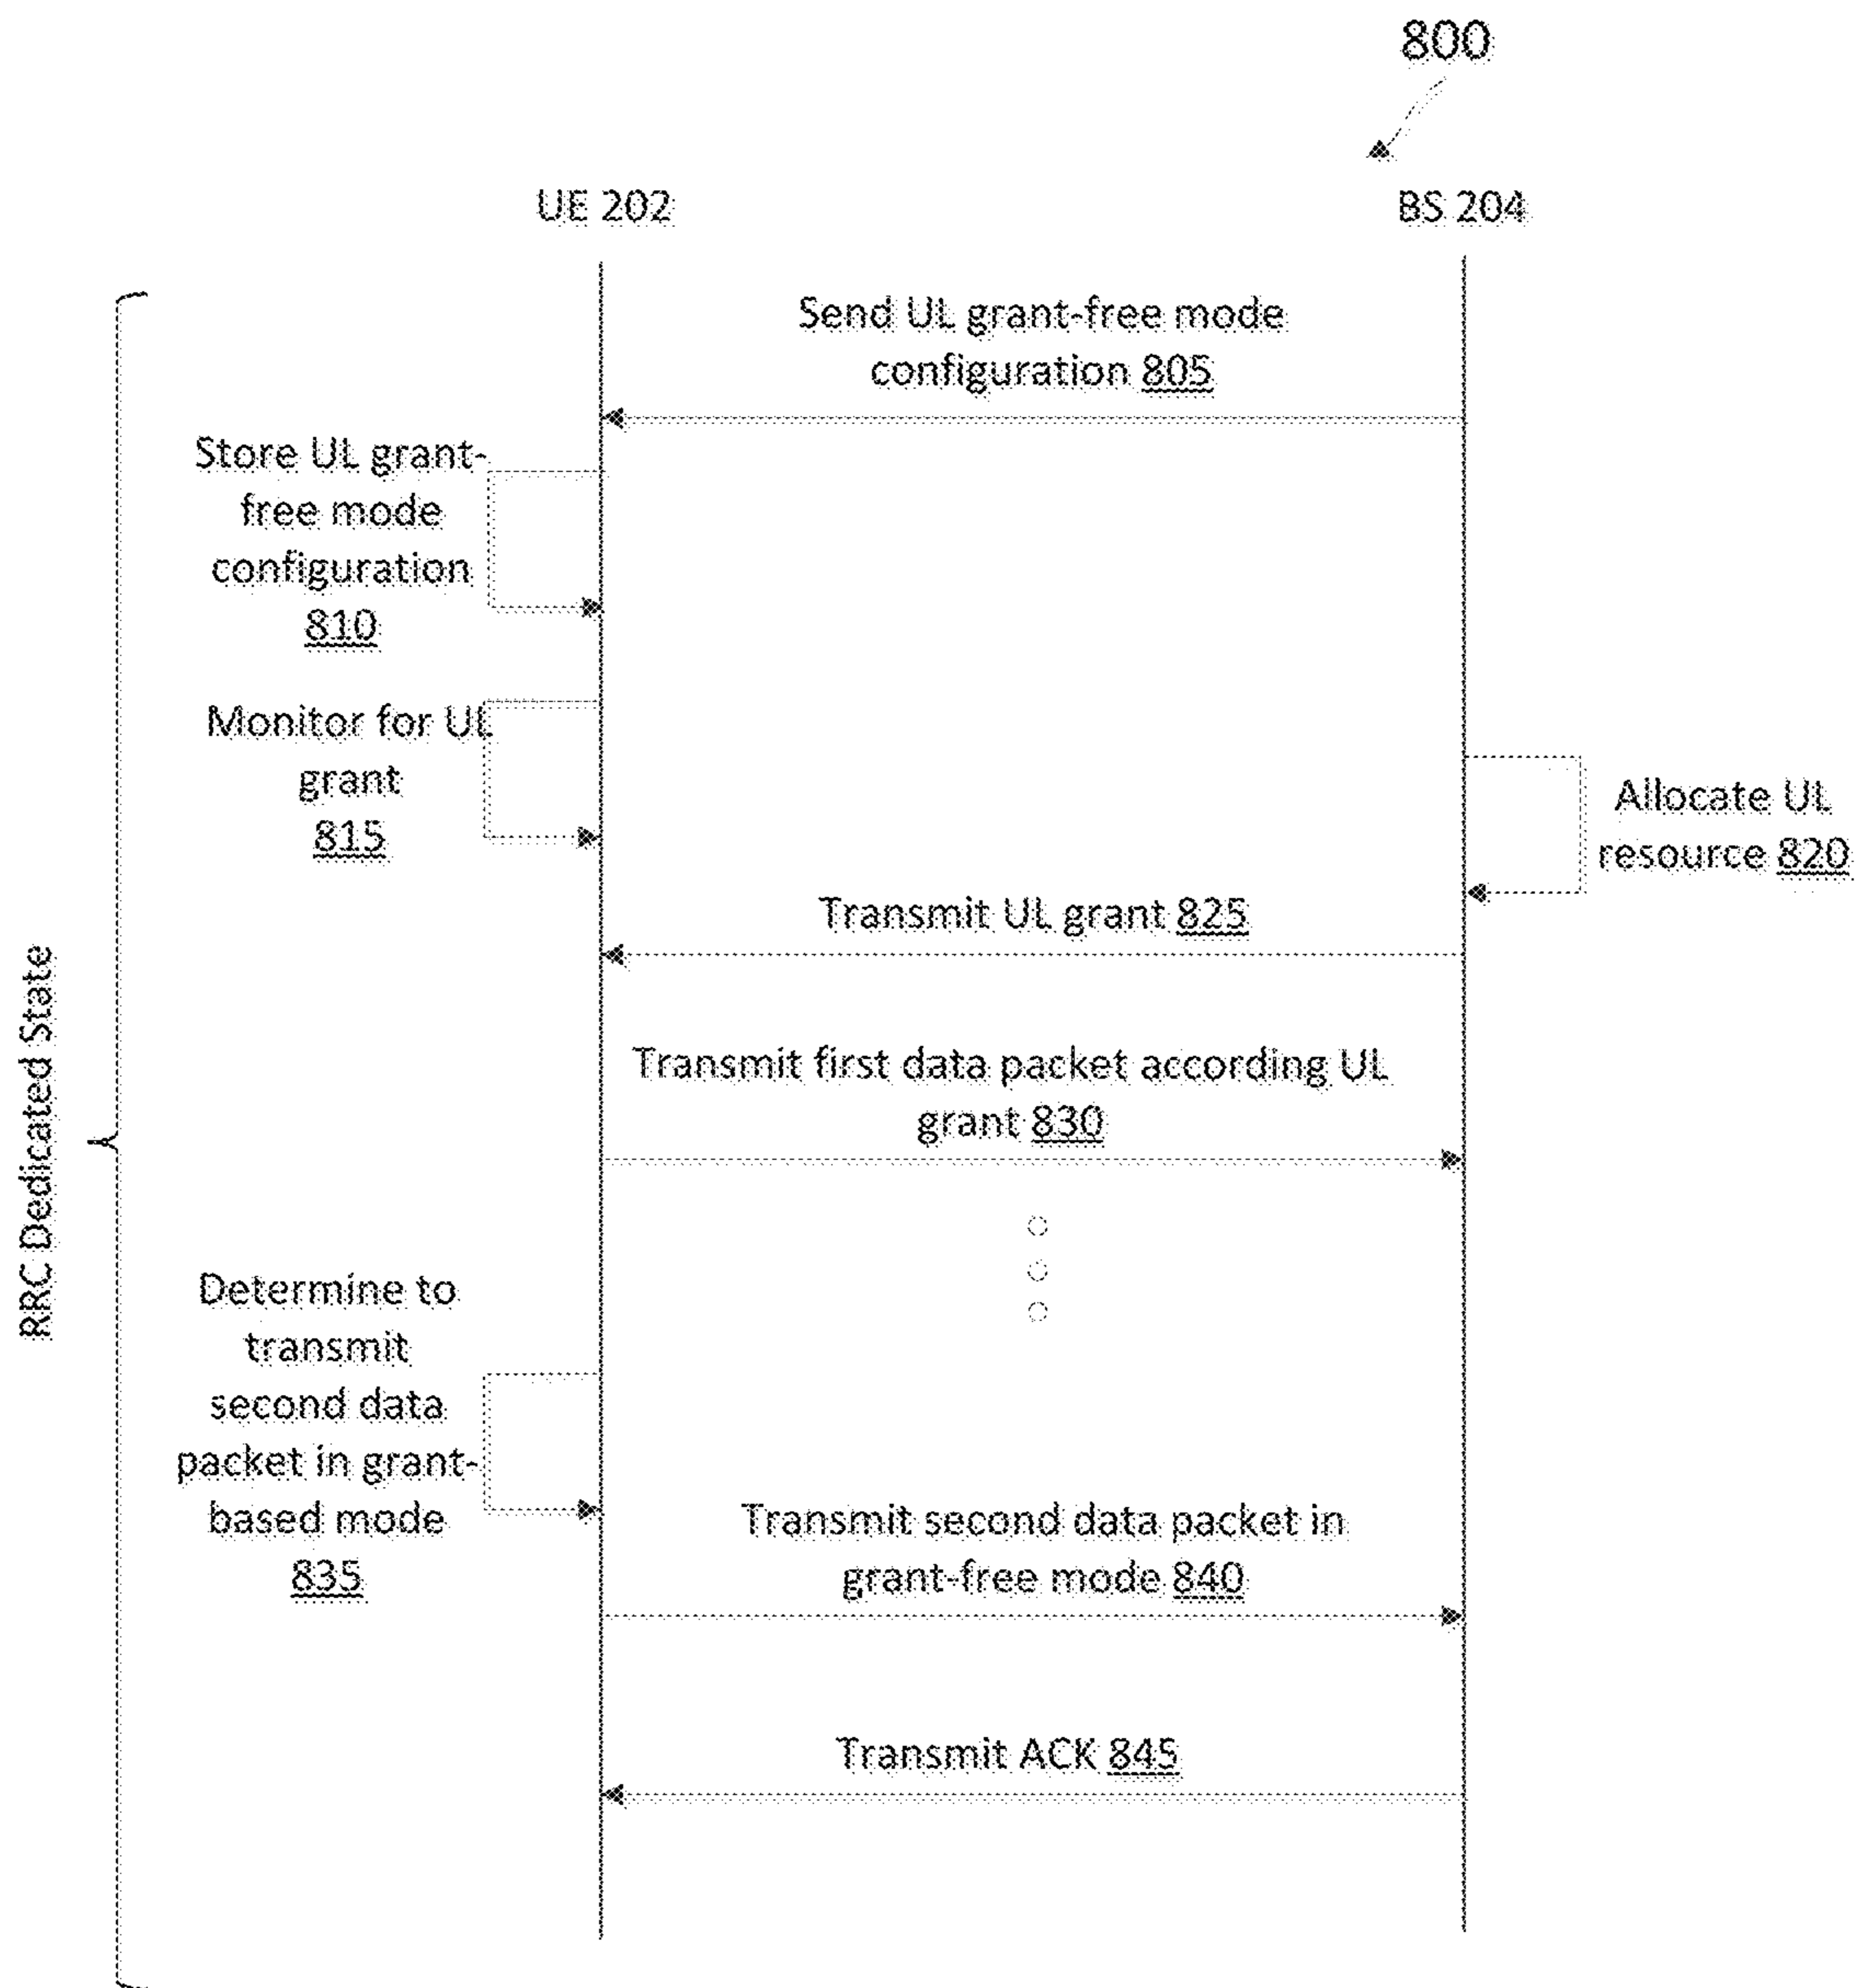 800
UE 202
BS 204
Send UL grant-free mode
configuration 805
Store UL grant-
free mode
configuration
810
Monitor for UL
grant
815
Allocate UL
resource 820
Transmit UL grant 825
RRC Dedicated State
Transmit first data packet according UL
grant 830
Determine to
transmit
second data
packet in grant-
based mode
835
Transmit second data packet in
grant-free mode 840
Transmit ACK 845